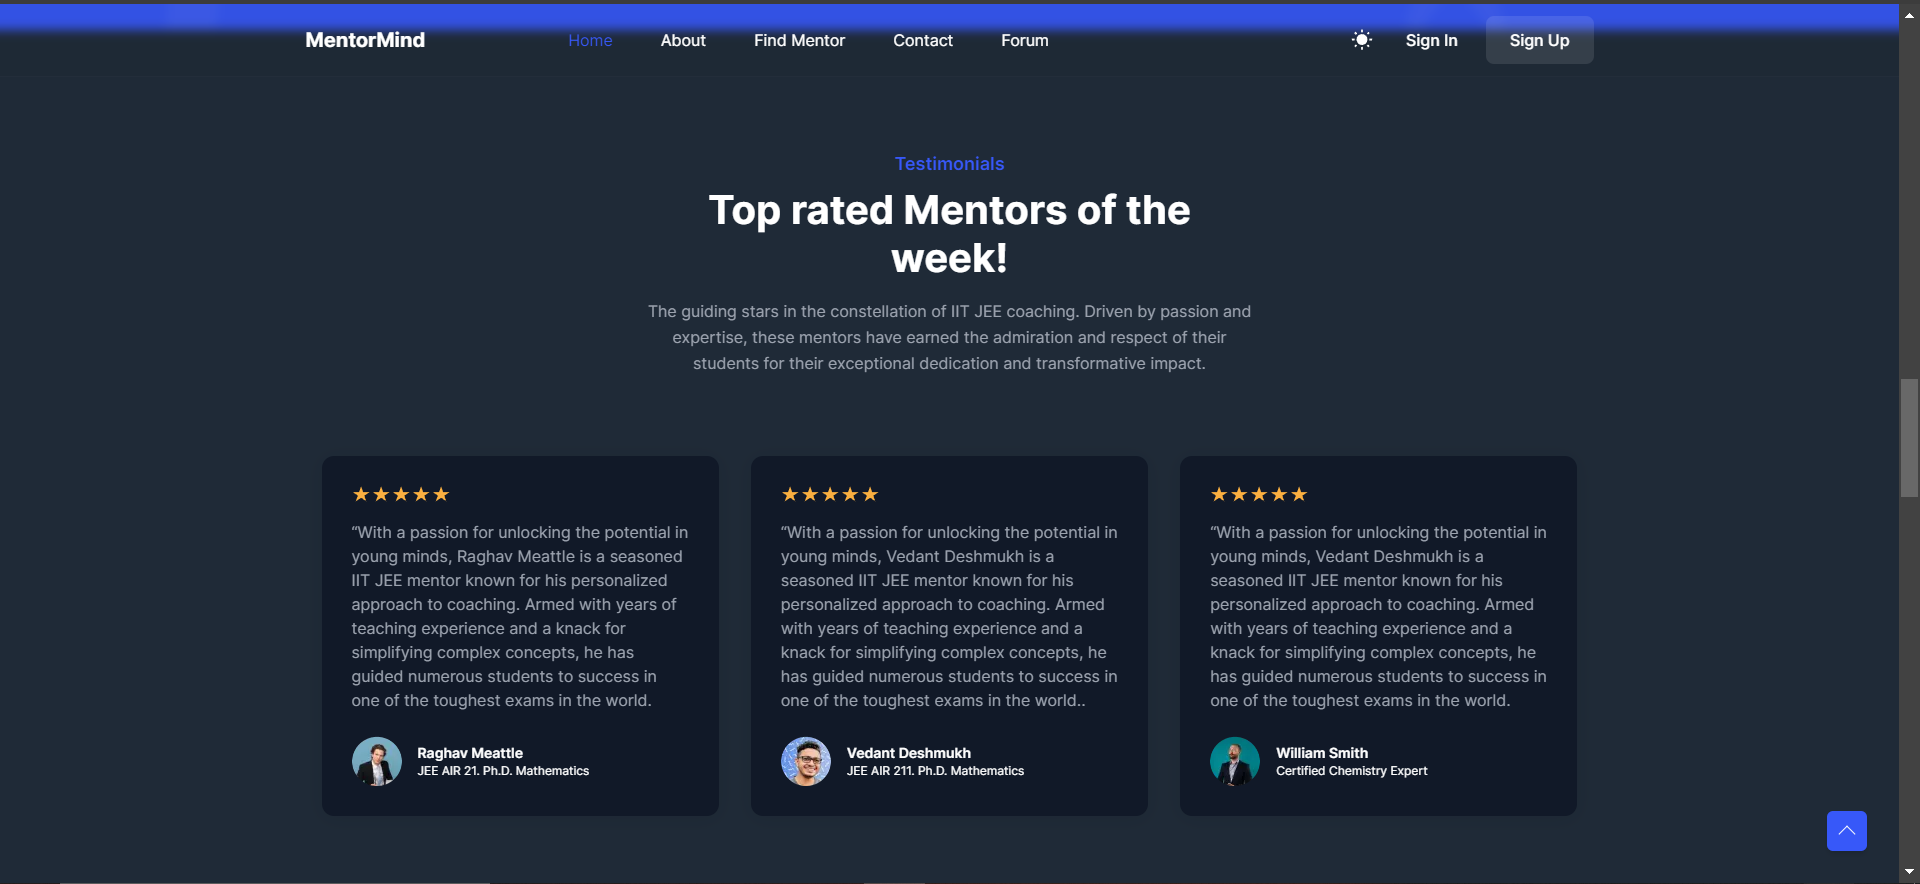 MentorMind Home About Find Mentor Contact Forum Sign In Sign Up
Testimonials
Top rated Mentors of the
week!
The guiding stars in the constellation of IIT JEE coaching. Driven by passion and
expertise, these mentors have earned the admiration and respect of their
students for their exceptional dedication and transformative impact.
★★★★★
“With a passion for unlocking the potential in
young minds, Raghav Meattle is a seasoned
IIT JEE mentor known for his personalized
approach to coaching. Armed with years of
teaching experience and a knack for
simplifying complex concepts, he has
guided numerous students to success in
one of the toughest exams in the world.
Raghav Meattle
JEE AIR 21. Ph.D. Mathematics
★★★★★
“With a passion for unlocking the potential in
young minds, Vedant Deshmukh is a
seasoned IIT JEE mentor known for his
personalized approach to coaching. Armed
with years of teaching experience and a
knack for simplifying complex concepts, he
has guided numerous students to success in
one of the toughest exams in the world..
Vedant Deshmukh
JEE AIR 211. Ph.D. Mathematics
★★★★★
“With a passion for unlocking the potential in
young minds, Vedant Deshmukh is a
seasoned IIT JEE mentor known for his
personalized approach to coaching. Armed
with years of teaching experience and a
knack for simplifying complex concepts, he
has guided numerous students to success in
one of the toughest exams in the world.
William Smith
Certified Chemistry Expert